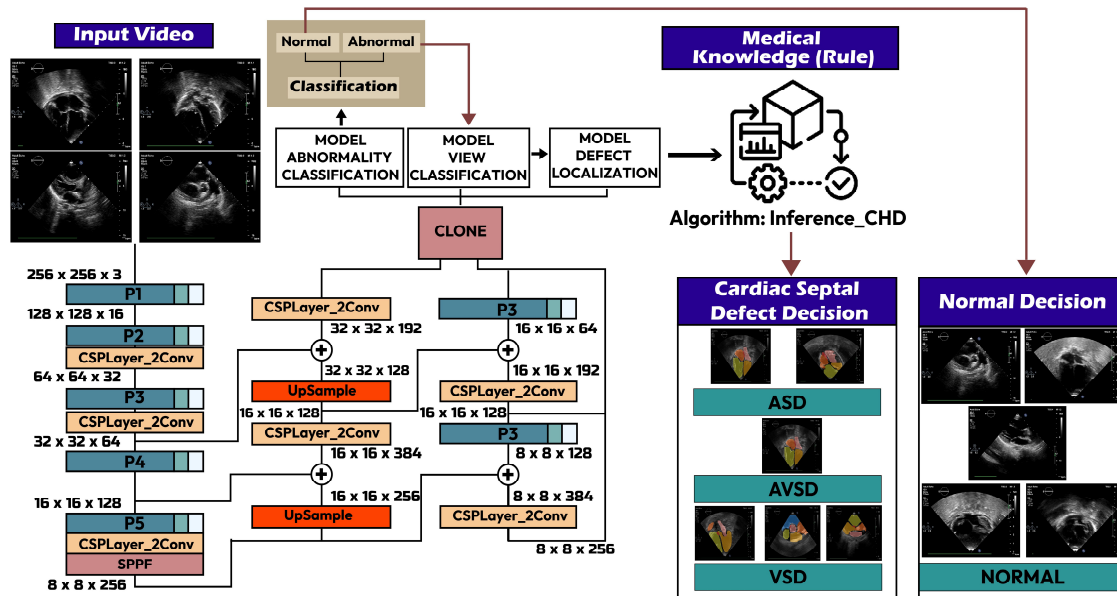 Input Video
256 x 256 x 3
P1
128 x 128 x 16
P2
CSPLayer_2Conv
64 x 64 x 32
P3
CSPLayer_2Conv
32 x 32 x 64
P4
16 x 16 x 128
P5
CSPLayer_2Conv
SPPF
8 x 8 x 256
Normal
Abnormal
Classification
MODEL
ABNORMALITY
CLASSIFICATION
MODEL
VIEW
CLASSIFICATION
MODEL
DEFECT
LOCALIZATION
CLONE
CSPLayer_2Conv
32 x 32 x 192
32 x 32 x 128
UpSample
16 x 16 x 128
CSPLayer_2Conv
16 x 16 x 384
16 x 16 x 256
UpSample
P3
16 x 16 x 64
16 x 16 x 192
CSPLayer_2Conv
16 x 16 x 128
P3
8 x 8 x 128
8 x 8 x 384
CSPLayer_2Conv
8 x 8 x 256
Medical
Knowledge (Rule)
Algorithm: Inference_CHD
Cardiac Septal
Defect Decision
ASD
AVSD
VSD
Normal Decision
NORMAL